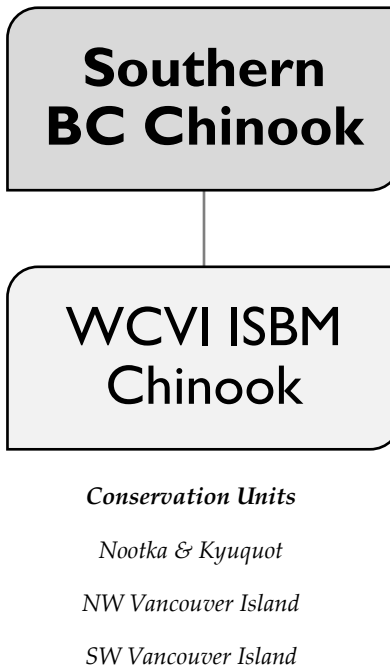 Southern
BC Chinook
WCVI ISBM
Chinook
Conservation Units
Nootka & Kyuquot
NW Vancouver Island
SW Vancouver Island